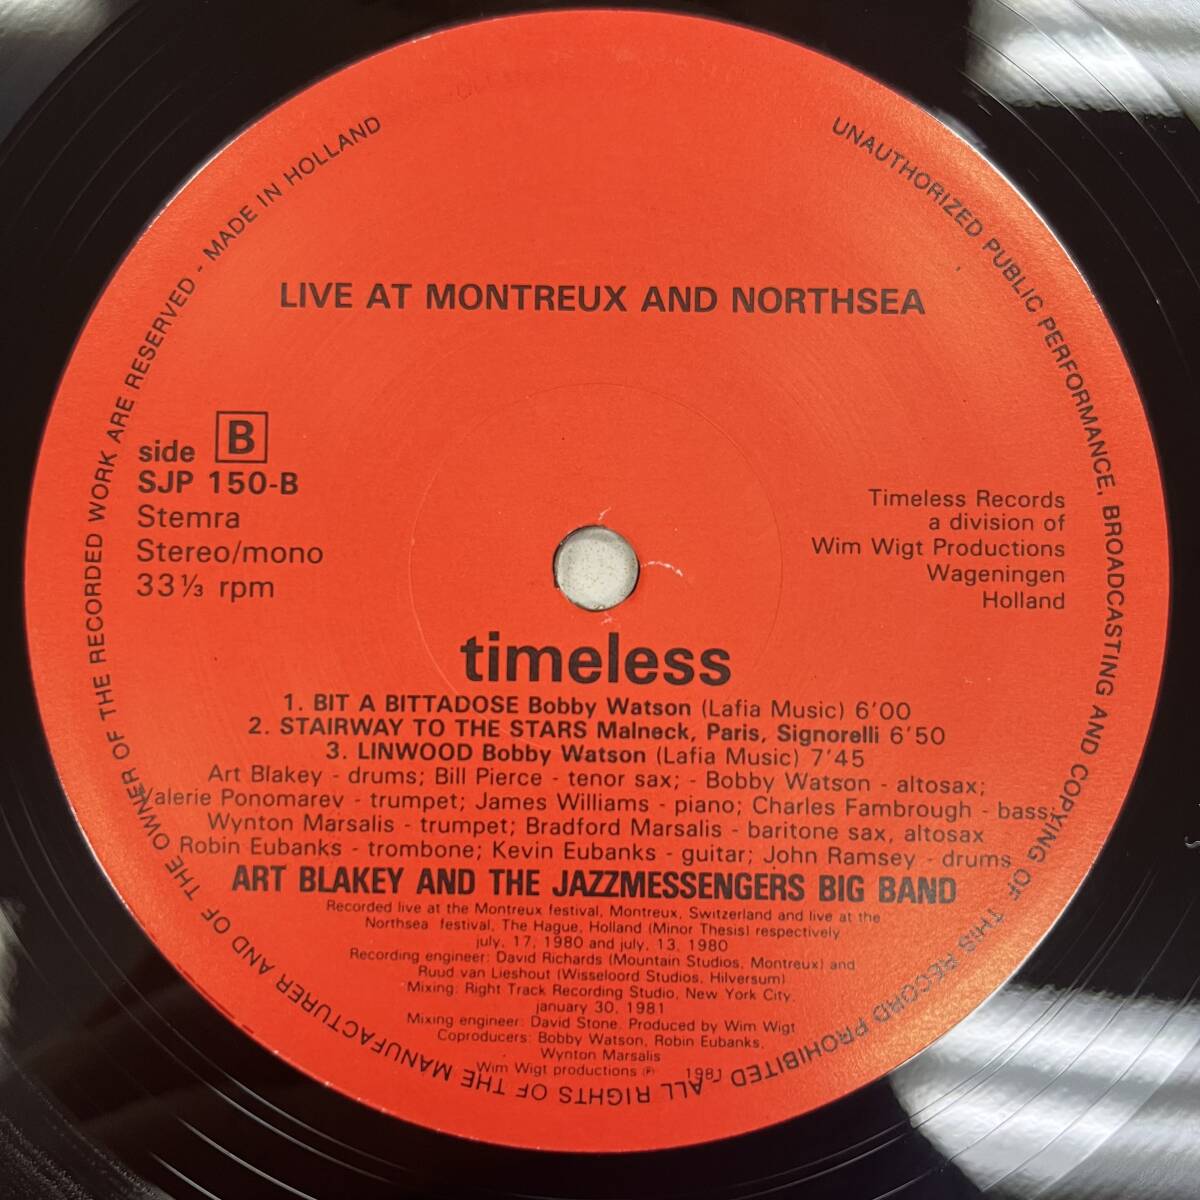 LIVE AT MONTREUX AND NORTHSEA
side B
SJP 150-B
Stemra
Stereo/mono
33⅓ rpm
Timeless Records
a division of
Wim Wigt Productions
Wageningen
Holland
timeless
1. BIT A BITTADOSE Bobby Watson (Lafia Music) 6'00
2. STAIRWAY TO THE STARS Malneck, Paris, Signorelli 6'50
3. LINWOOD Bobby Watson (Lafia Music) 7'45
Art Blakey - drums; Bill Pierce - tenor sax; - Bobby Watson - altosax;
Valerie Ponomarev - trumpet; James Williams - piano; Charles Fambrough - bass;
Wynton Marsalis - trumpet; Bradford Marsalis - baritone sax, altosax
Robin Eubanks - trombone; Kevin Eubanks - guitar; John Ramsey - drums
ART BLAKEY AND THE JAZZMESSENGERS BIG BAND
Recorded live at the Montreux festival, Montreux, Switzerland and live at the
Northsea festival, The Hague, Holland (Minor Thesis) respectively
july, 17, 1980 and july, 13, 1980
Recording engineer: David Richards (Mountain Studios, Montreux) and
Ruud van Lieshout (Wisseloord Studios, Hilversum)
Mixing: Right Track Recording Studio, New York City.
january 30, 1981
Mixing engineer: David Stone. Produced by Wim Wigt
Coproducers: Bobby Watson, Robin Eubanks,
Wynton Marsalis
Wim Wigt productions ℗ 1981
ALL RIGHTS OF THE MANUFACTURER AND OF THE OWNER OF THE RECORDED WORK ARE RESERVED - MADE IN HOLLAND
UNAUTHORIZED PUBLIC PERFORMANCE, BROADCASTING AND COPYING OF THIS RECORD PROHIBITED